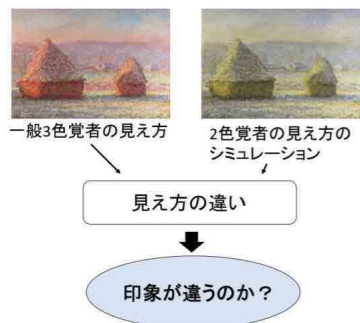 一般3色覚者の見え方
2色覚者の見え方の
シミュレーション
見え方の違い
印象が違うのか？